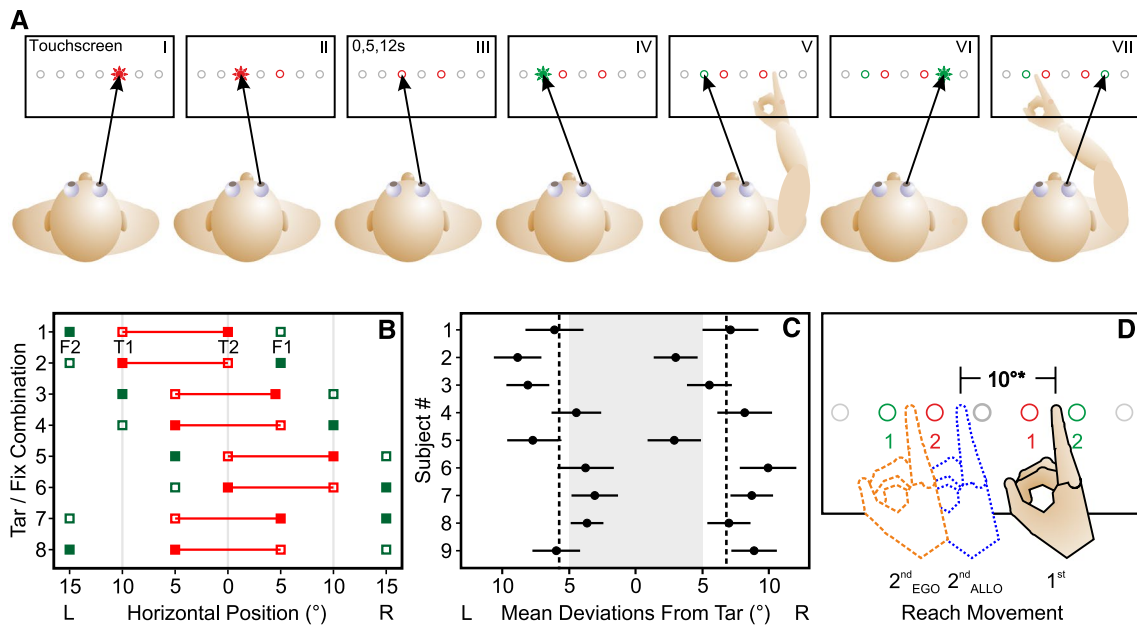 A
Touchscreen I
II
0,5,12s III
IV
V
VI
VII
B
Tar / Fix Combination
1
2
3
4
5
6
7
8
F2 T1 T2 F1
15 10 5 0 5 10 15
L Horizontal Position (°) R
C
Subject #
1
2
3
4
5
6
7
8
9
10 5 0 5 10
L Mean Deviations From Tar (°) R
D
10°*
1 2 1 2
2nd EGO 2nd ALLO 1st
Reach Movement